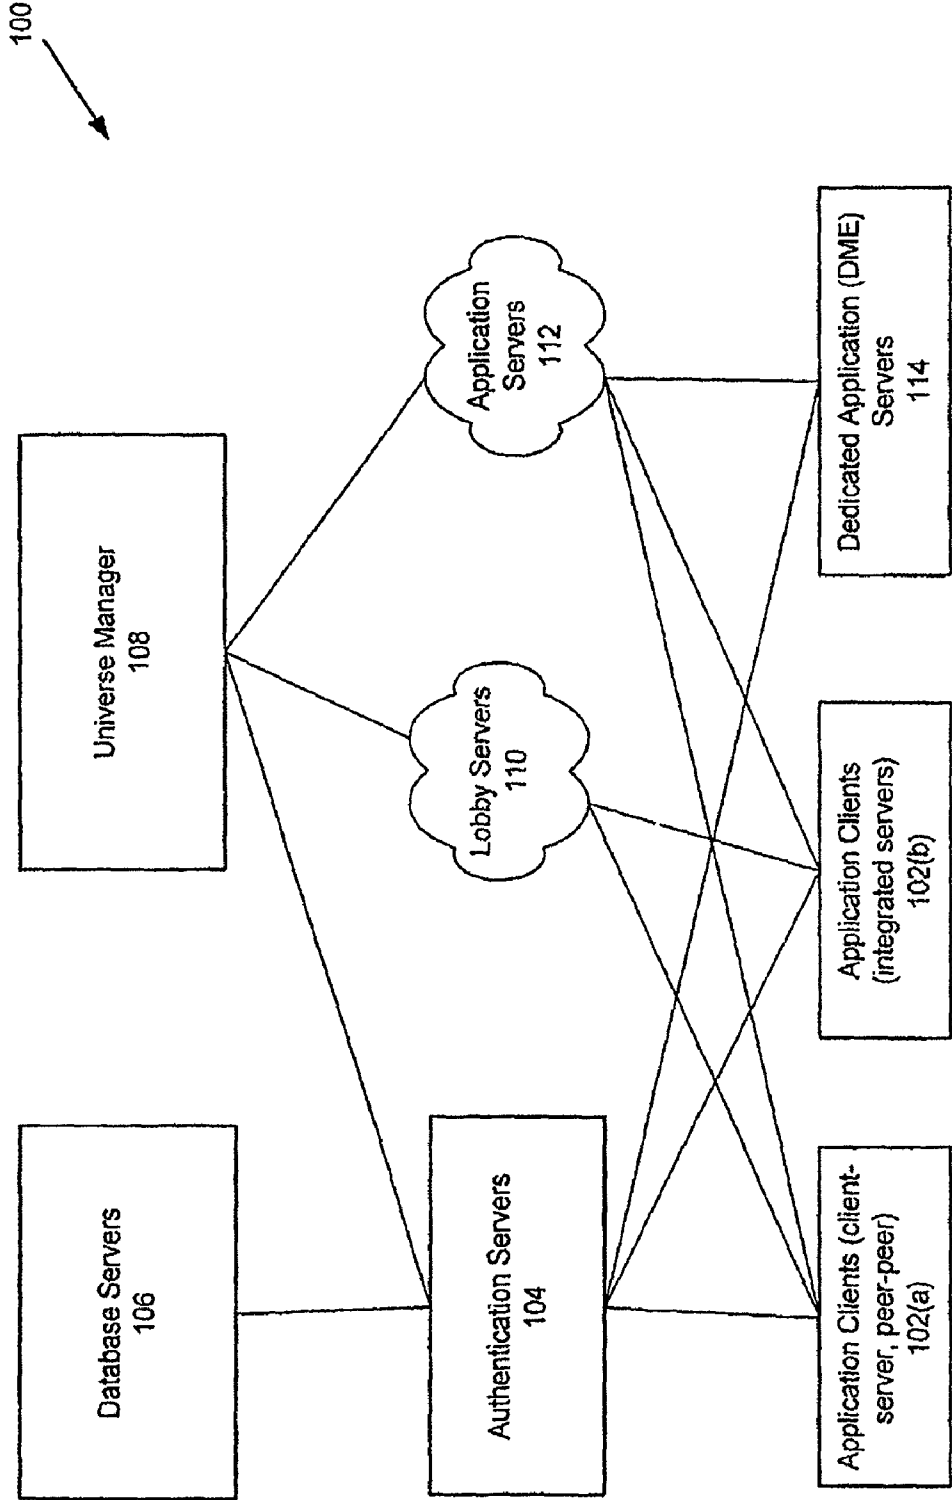 100
Database Servers
106
Universe Manager
108
Authentication Servers
104
Lobby Servers
110
Application
Servers
112
Application Clients (client-
server, peer-peer)
102(a)
Application Clients
(integrated servers)
102(b)
Dedicated Application (DME)
Servers
114